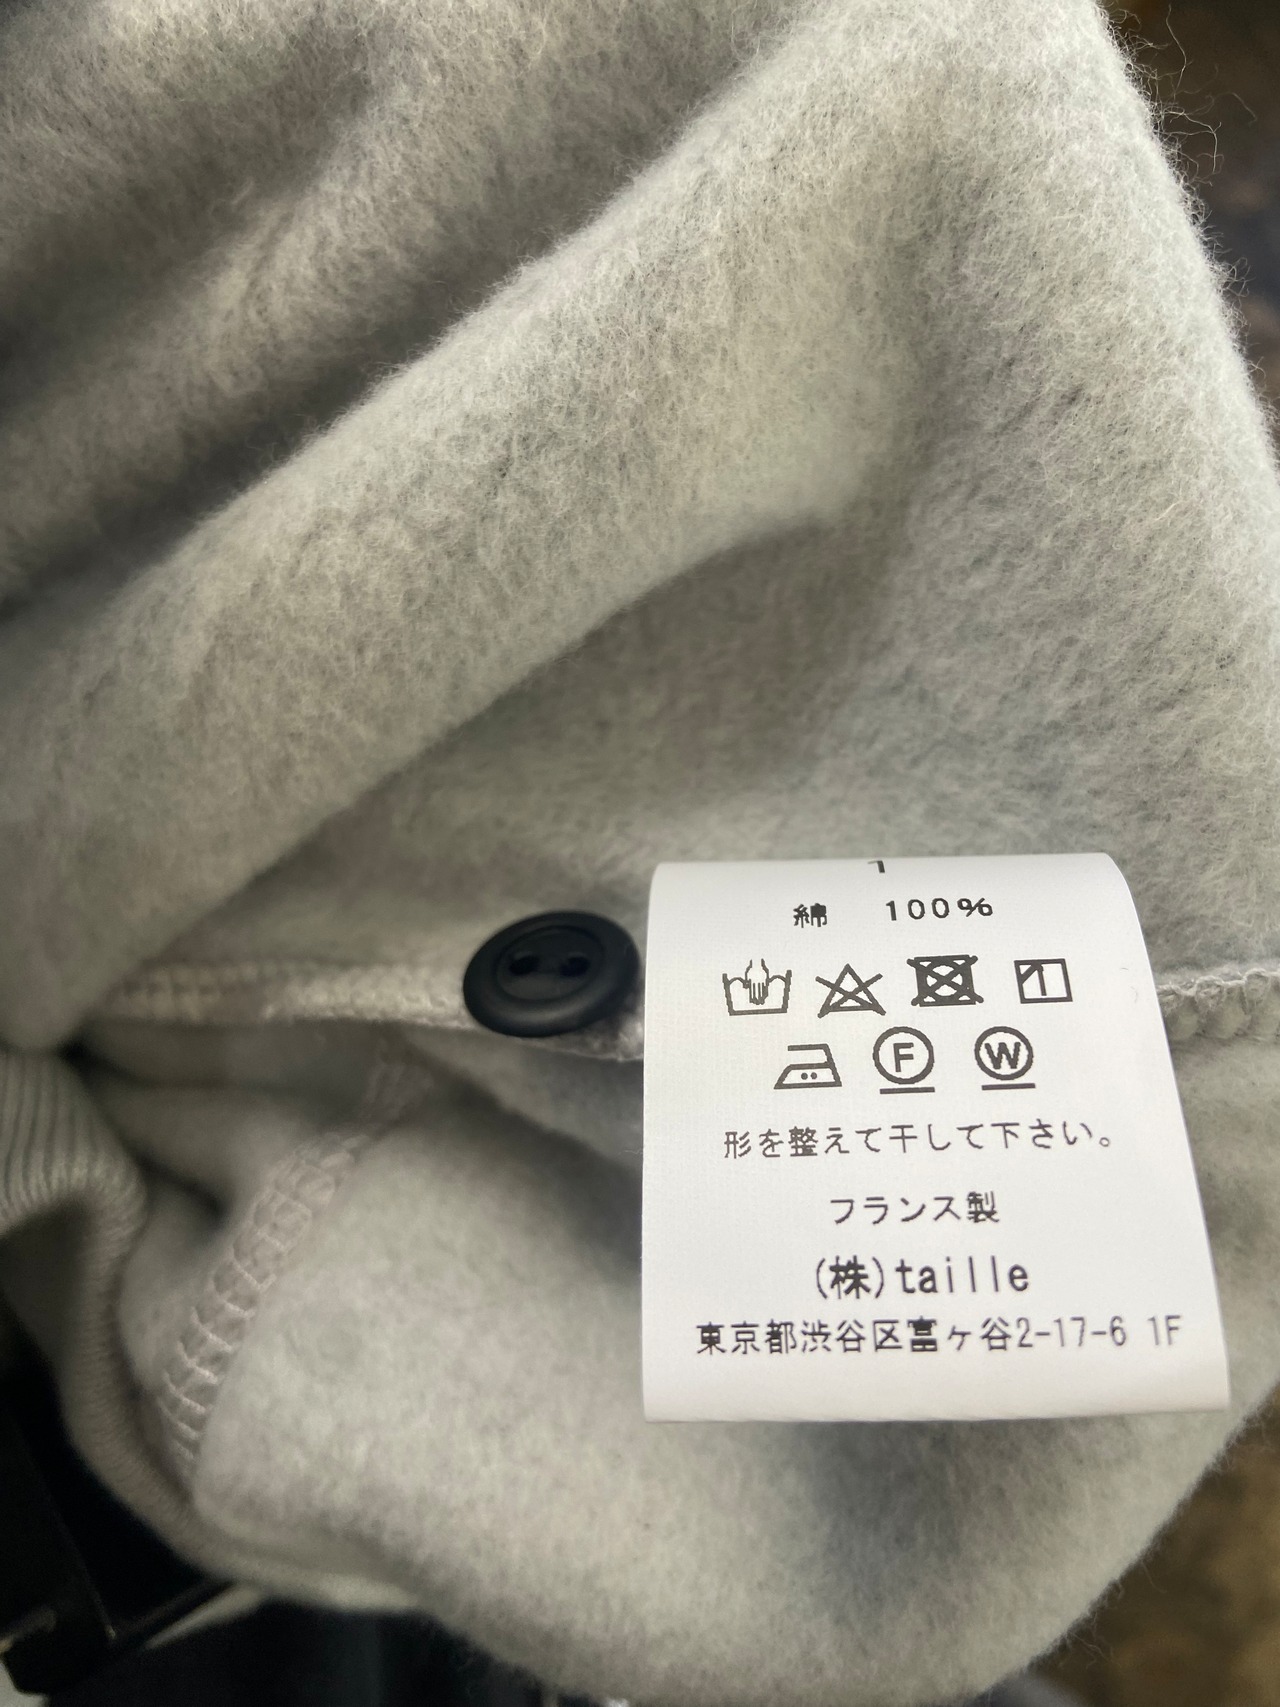 綿 100%
F W
形を整えて干して下さい。
フランス製
(株)taille
東京都渋谷区富ヶ谷2-17-6 1F